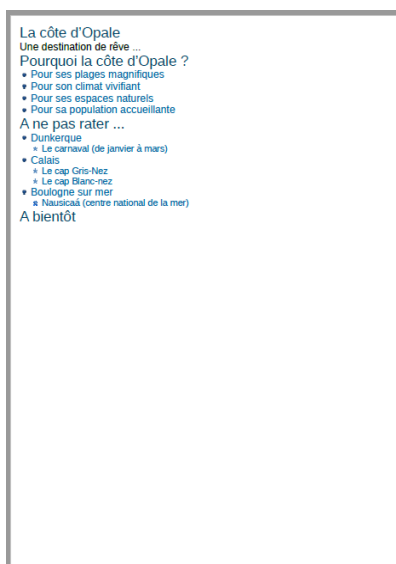 La côte d'Opale
Une destination de rêve ...
Pourquoi la côte d'Opale ?
Pour ses plages magnifiques
Pour son climat vivifiant
Pour ses espaces naturels
Pour sa population accueillante
A ne pas rater ...
Dunkerque
Le carnaval (de janvier à mars)
Calais
Le cap Gris-Nez
Le cap Blanc-nez
Boulogne sur mer
Nausicaá (centre national de la mer)
A bientôt